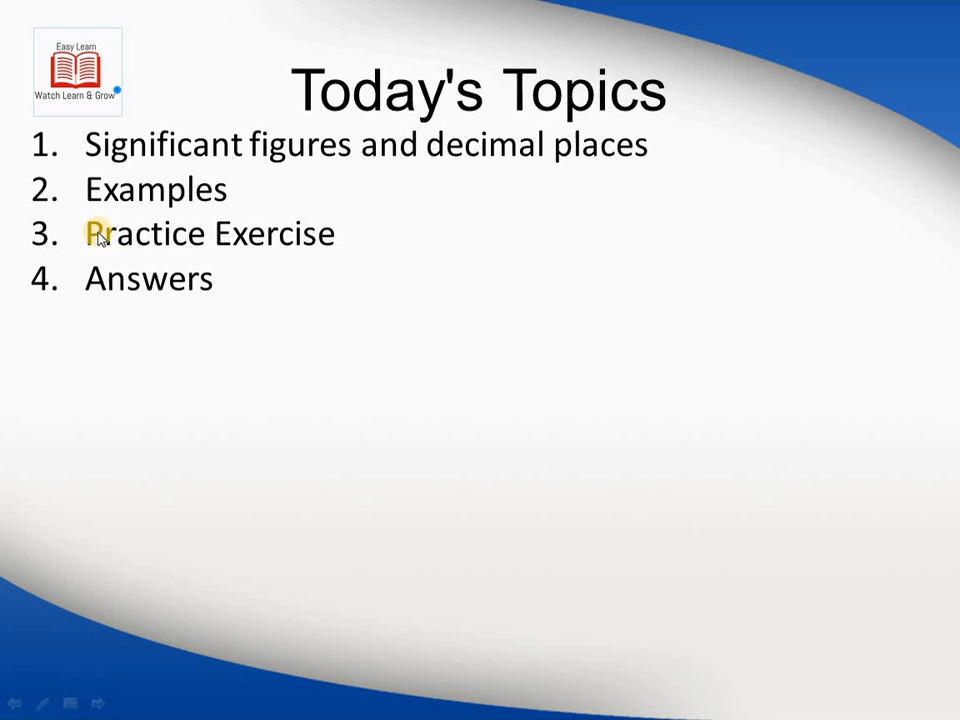 Easy Learn
Watch Learn & Grow
Today's Topics
1. Significant figures and decimal places
2. Examples
3. Practice Exercise
4. Answers